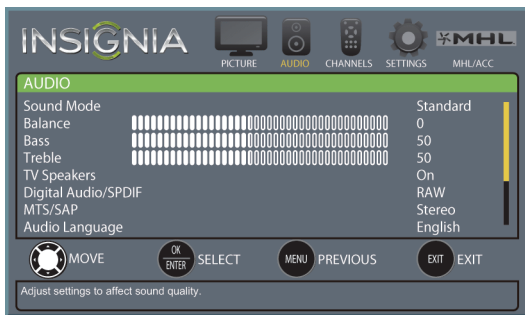 INSIGNIA
PICTURE AUDIO CHANNELS SETTINGS MHL/ACC
MHL
AUDIO
Sound Mode Standard
Balance 0
Bass 50
Treble 50
TV Speakers On
Digital Audio/SPDIF RAW
MTS/SAP Stereo
Audio Language English
MOVE OK ENTER SELECT MENU PREVIOUS EXIT EXIT
Adjust settings to affect sound quality.